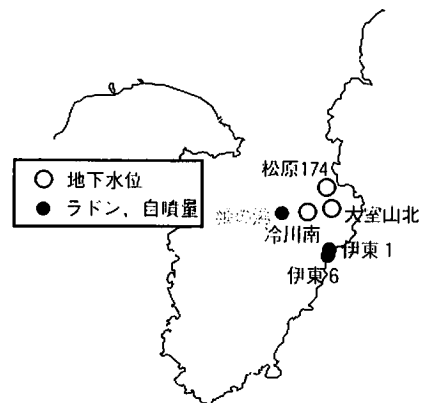 松原174
地下水位
ラドン，自噴量
大室山北
冷川南
伊東1
伊東6